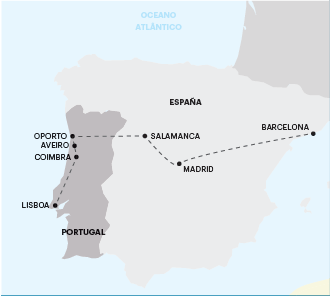 OCEANO
ATLÁNTICO
ESPAÑA
BARCELONA
OPORTO
SALAMANCA
AVEIRO
COIMBRA
MADRID
LISBOA
PORTUGAL